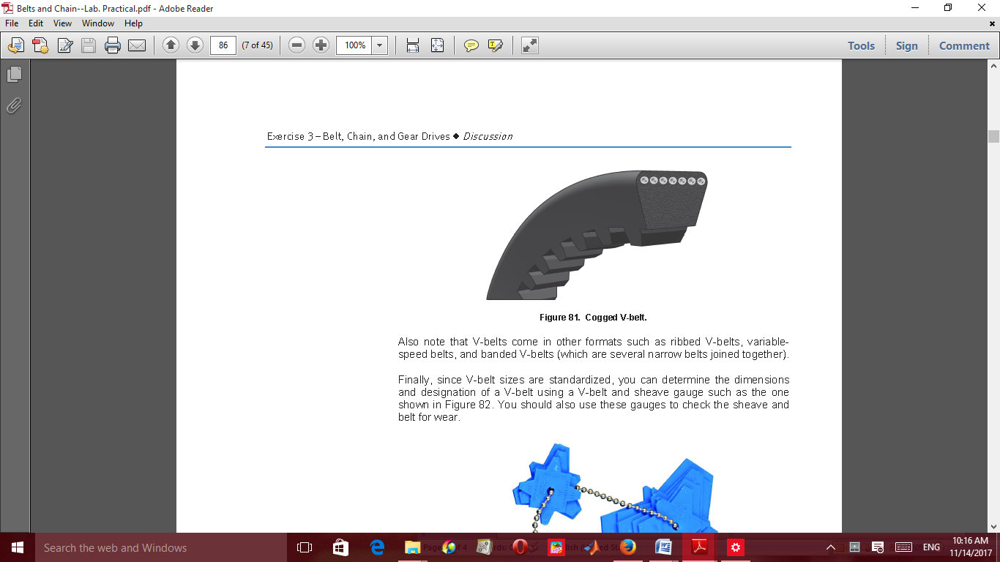 Belts and Chain--Lab. Practical.pdf - Adobe Reader
File Edit View Window Help
86 (7 of 45) 100% Tools Sign Comment
Exercise 3 – Belt, Chain, and Gear Drives ◆ Discussion
Figure 81. Cogged V-belt.
Also note that V-belts come in other formats such as ribbed V-belts, variable-
speed belts, and banded V-belts (which are several narrow belts joined together).
Finally, since V-belt sizes are standardized, you can determine the dimensions
and designation of a V-belt using a V-belt and sheave gauge such as the one
shown in Figure 82. You should also use these gauges to check the sheave and
belt for wear.
Search the web and Windows
ENG
10:16 AM
11/14/2017